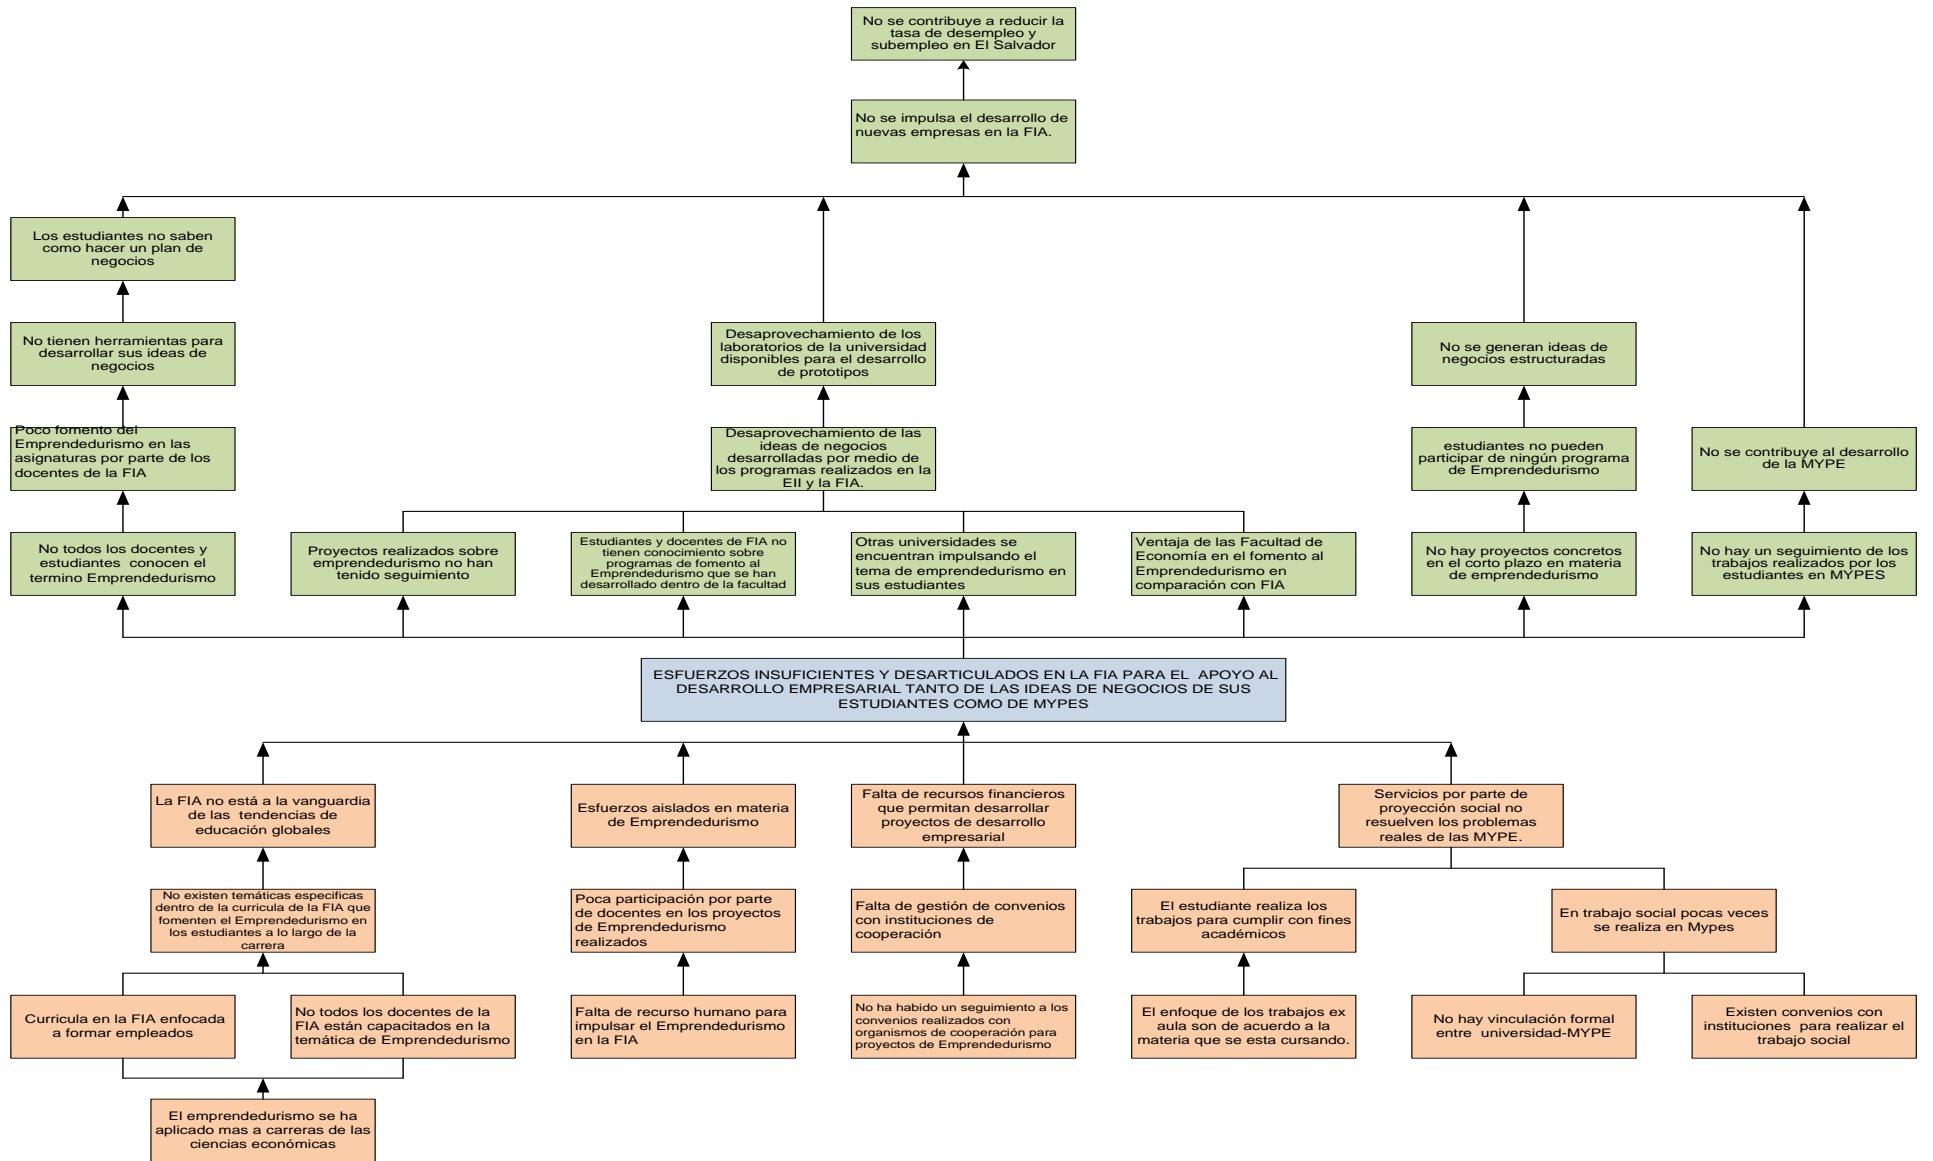 No se contribuye a reducir la
tasa de desempleo y
subempleo en El Salvador
No se impulsa el desarrollo de
nuevas empresas en la FIA.
Los estudiantes no saben
como hacer un plan de
negocios
No tienen herramientas para
desarrollar sus ideas de
negocios
Desaprovechamiento de los
laboratorios de la universidad
disponibles para el desarrollo
de prototipos
No se generan ideas de
negocios estructuradas
Poco fomento del
Emprendedurismo en las
asignaturas por parte de los
docentes de la FIA
Desaprovechamiento de las
ideas de negocios
desarrolladas por medio de
los programas realizados en la
EII y la FIA.
estudiantes no pueden
participar de ningún programa
de Emprendedurismo
No se contribuye al desarrollo
de la MYPE
No todos los docentes y
estudiantes conocen el
termino Emprendedurismo
Proyectos realizados sobre
emprendedurismo no han
tenido seguimiento
Estudiantes y docentes de FIA no
tienen conocimiento sobre
programas de fomento al
Emprendedurismo que se han
desarrollado dentro de la facultad
Otras universidades se
encuentran impulsando el
tema de emprendedurismo en
sus estudiantes
Ventaja de las Facultad de
Economía en el fomento al
Emprendedurismo en
comparación con FIA
No hay proyectos concretos
en el corto plazo en materia
de emprendedurismo
No hay un seguimiento de los
trabajos realizados por los
estudiantes en MYPES
ESFUERZOS INSUFICIENTES Y DESARTICULADOS EN LA FIA PARA EL APOYO AL
DESARROLLO EMPRESARIAL TANTO DE LAS IDEAS DE NEGOCIOS DE SUS
ESTUDIANTES COMO DE MYPES
La FIA no está a la vanguardia
de las tendencias de
educación globales
Esfuerzos aislados en materia
de Emprendedurismo
Falta de recursos financieros
que permitan desarrollar
proyectos de desarrollo
empresarial
Servicios por parte de
proyección social no
resuelven los problemas
reales de las MYPE.
No existen temáticas especificas
dentro de la curricula de la FIA que
fomenten el Emprendedurismo en
los estudiantes a lo largo de la
carrera
Poca participación por parte
de docentes en los proyectos
de Emprendedurismo
realizados
Falta de gestión de convenios
con instituciones de
cooperación
El estudiante realiza los
trabajos para cumplir con fines
académicos
En trabajo social pocas veces
se realiza en Mypes
Curricula en la FIA enfocada
a formar empleados
No todos los docentes de la
FIA están capacitados en la
temática de Emprendedurismo
Falta de recurso humano para
impulsar el Emprendedurismo
en la FIA
No ha habido un seguimiento a los
convenios realizados con
organismos de cooperación para
proyectos de Emprendedurismo
El enfoque de los trabajos ex
aula son de acuerdo a la
materia que se esta cursando.
No hay vinculación formal
entre universidad-MYPE
Existen convenios con
instituciones para realizar el
trabajo social
El emprendedurismo se ha
aplicado mas a carreras de las
ciencias económicas